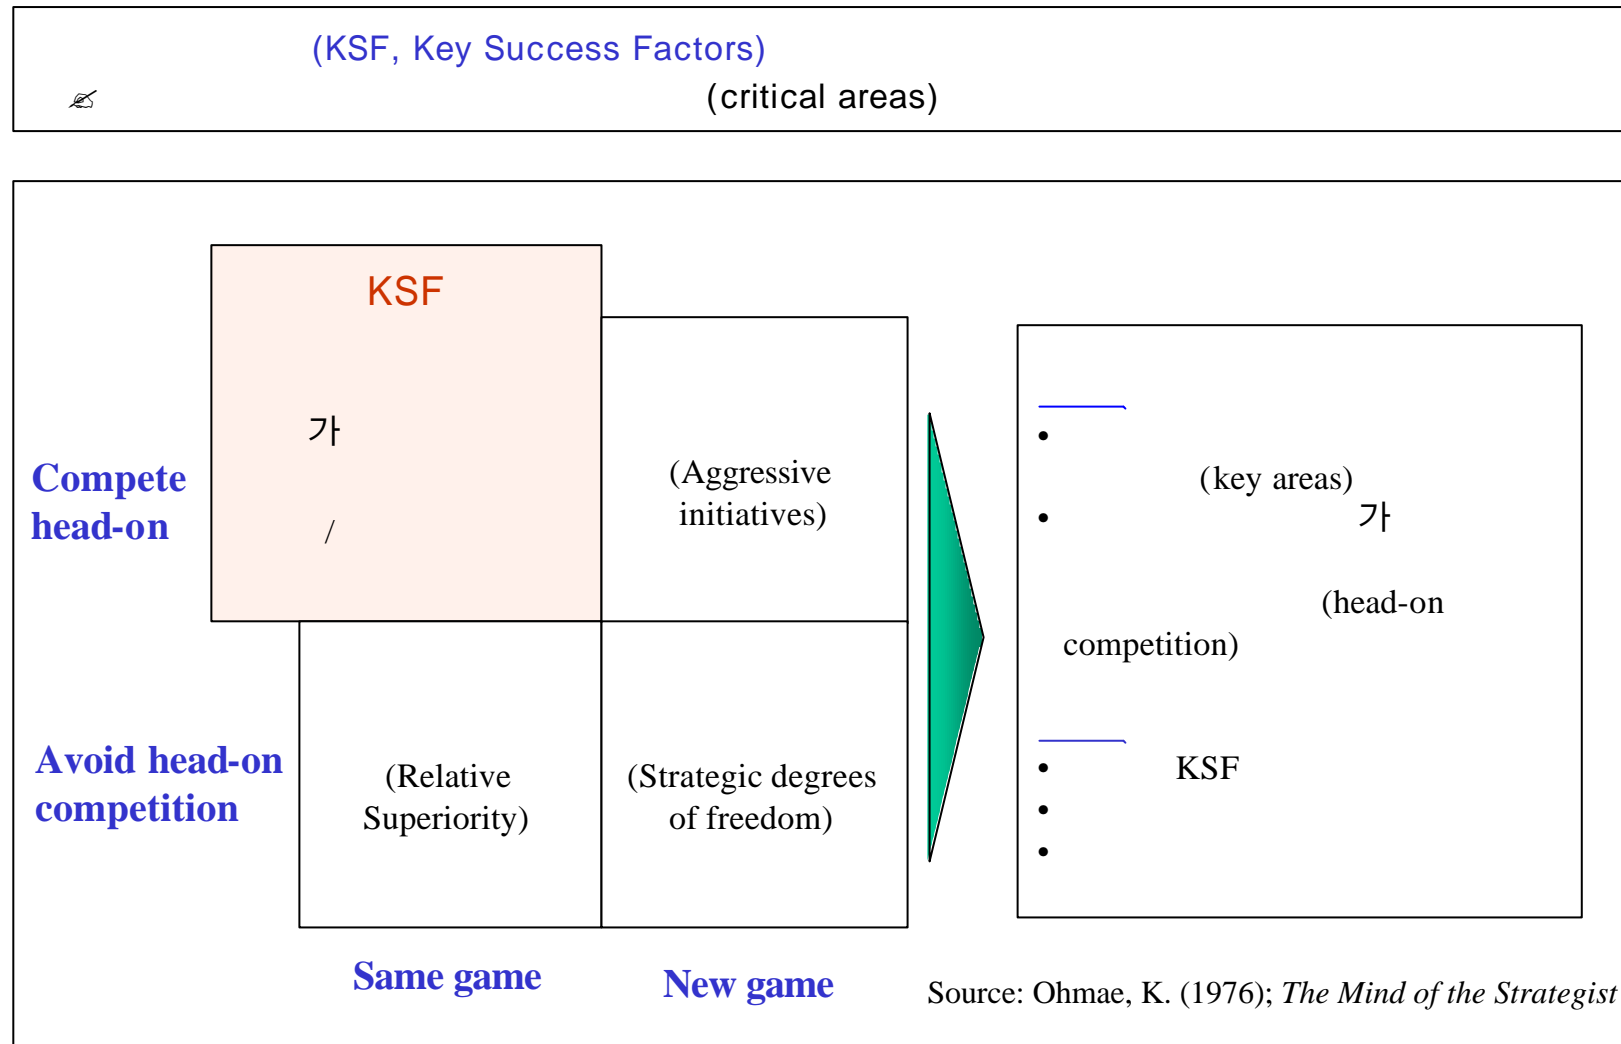 (KSF, Key Success Factors)
(critical areas)
KSF
가
/
Compete
head-on
(Aggressive
initiatives)
Avoid head-on
competition
(Relative
Superiority)
(Strategic degrees
of freedom)
Same game
New game
•
(key areas)
• 가
(head-on
competition)
• KSF
•
•
Source: Ohmae, K. (1976); The Mind of the Strategist